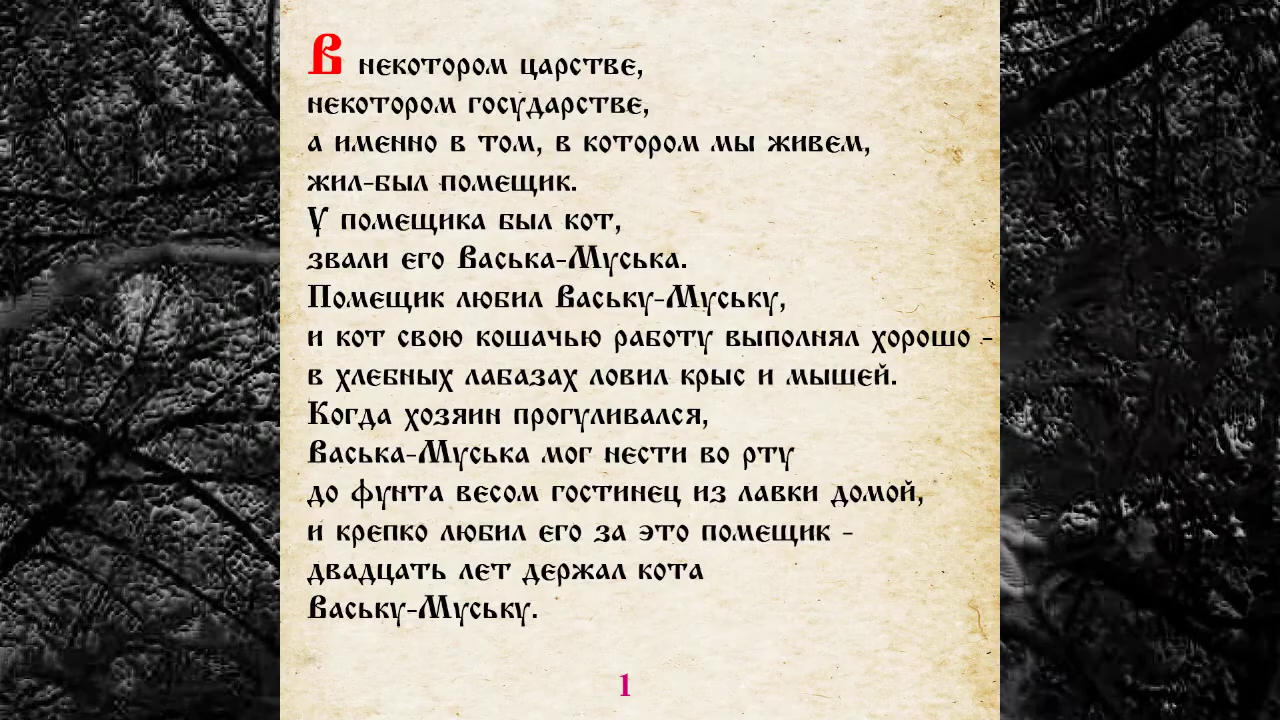 В некотором царстве,
некотором государстве,
а именно в том, в котором мы живем,
жил-был помещик.
У помещика был кот,
звали его Васька-Муська.
Помещик любил Ваську-Муську,
и кот свою кошачью работу выполнял хорошо -
в хлебных лабазах ловил крыс и мышей.
Когда хозяин прогуливался,
Васька-Муська мог нести во рту
до фунта весом гостинец из лавки домой,
и крепко любил его за это помещик -
двадцать лет держал кота
Ваську-Муську.
1